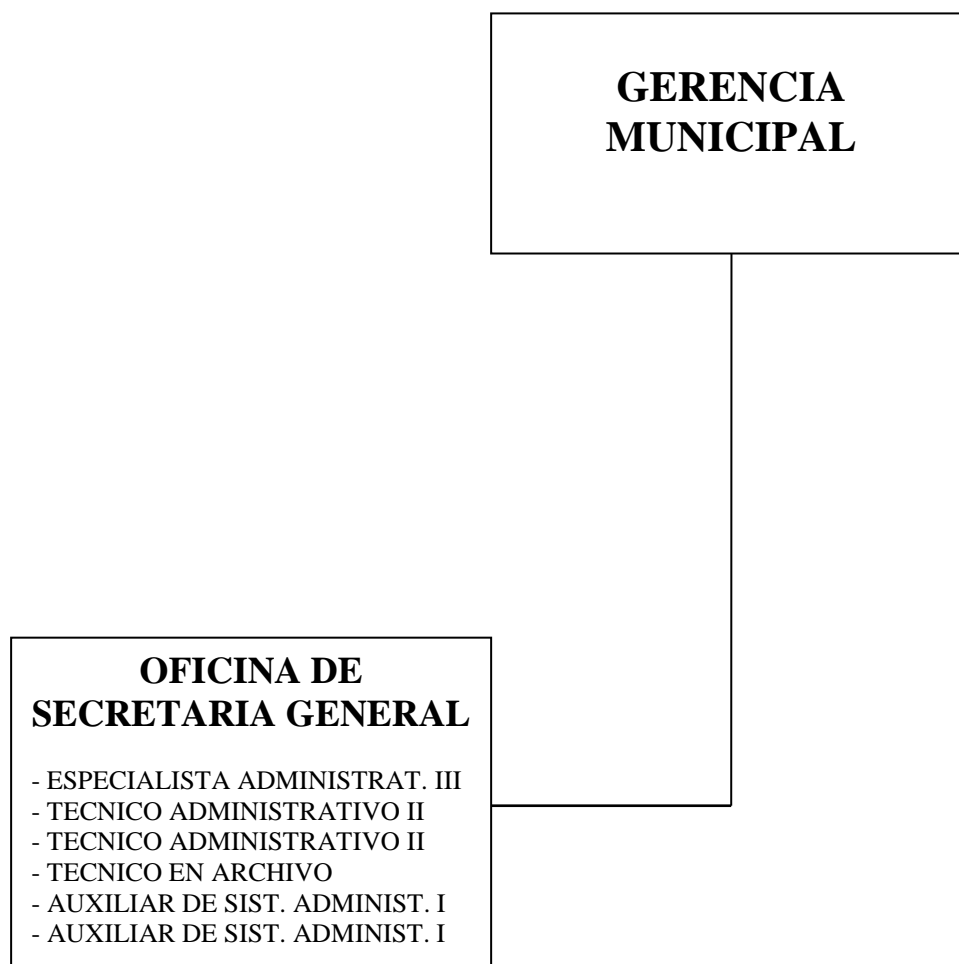 GERENCIA
MUNICIPAL
OFICINA DE
SECRETARIA GENERAL
- ESPECIALISTA ADMINISTRAT. III
- TECNICO ADMINISTRATIVO II
- TECNICO ADMINISTRATIVO II
- TECNICO EN ARCHIVO
- AUXILIAR DE SIST. ADMINIST. I
- AUXILIAR DE SIST. ADMINIST. I